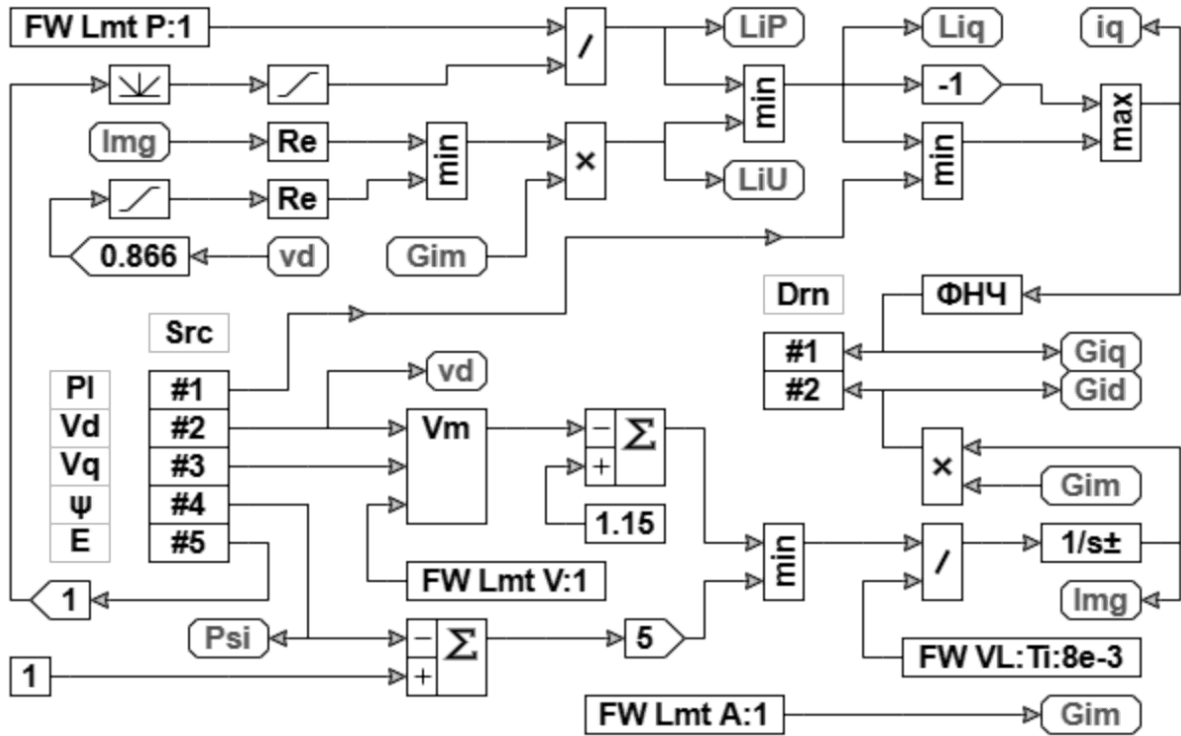 FW Lmt P:1
/
LiP
Liq
iq
min
-1
max
Img
Re
min
×
min
Re
LiU
0.866
vd
Gim
Drn
ФНЧ
Src
#1
Giq
#2
Gid
vd
PI
#1
Vd
#2
Vm
−
Σ
Vq
#3
+
×
ψ
#4
Gim
E
#5
1.15
min
/
1/s±
FW Lmt V:1
1
Img
Psi
−
Σ
5
FW VL:Ti:8e-3
1
+
FW Lmt A:1
Gim